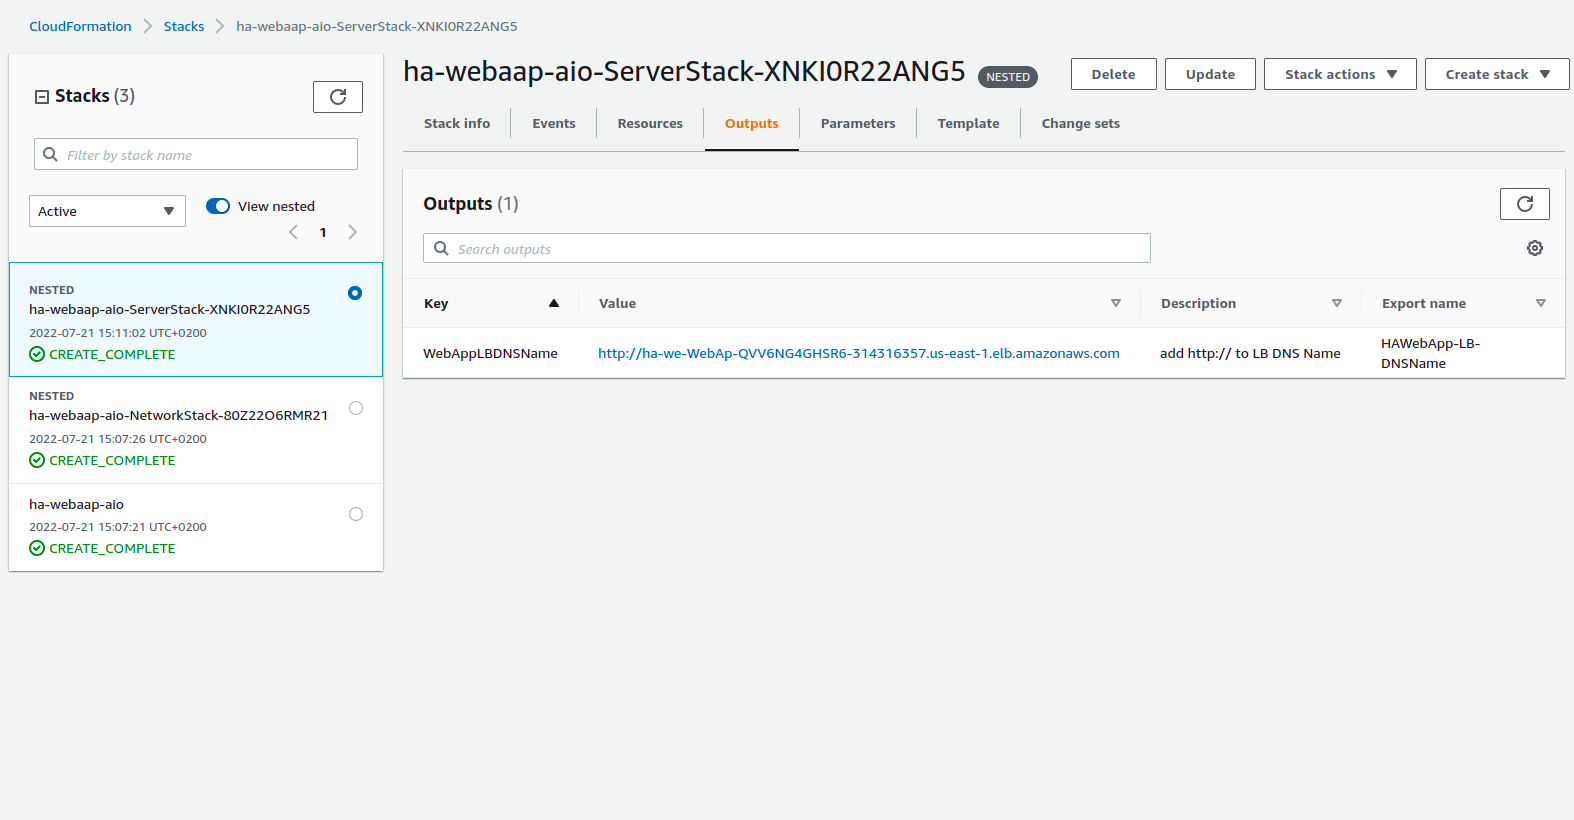 CloudFormation
Stacks
ha-webaap-aio-ServerStack-XNKI0R22ANG5
Stacks (3)
Filter by stack name
Active
View nested
1
NESTED
ha-webaap-aio-ServerStack-XNKI0R22ANG5
2022-07-21 15:11:02 UTC+0200
CREATE_COMPLETE
NESTED
ha-webaap-aio-NetworkStack-80Z22O6RMR21
2022-07-21 15:07:26 UTC+0200
CREATE_COMPLETE
ha-webaap-aio
2022-07-21 15:07:21 UTC+0200
CREATE_COMPLETE
ha-webaap-aio-ServerStack-XNKI0R22ANG5 NESTED
Delete
Update
Stack actions
Create stack
Stack info
Events
Resources
Outputs
Parameters
Template
Change sets
Outputs (1)
Search outputs
Key
Value
Description
Export name
WebAppLBDNSName
http://ha-we-WebAp-QVV6NG4GHSR6-314316357.us-east-1.elb.amazonaws.com
add http:// to LB DNS Name
HAWebApp-LB-
DNSName